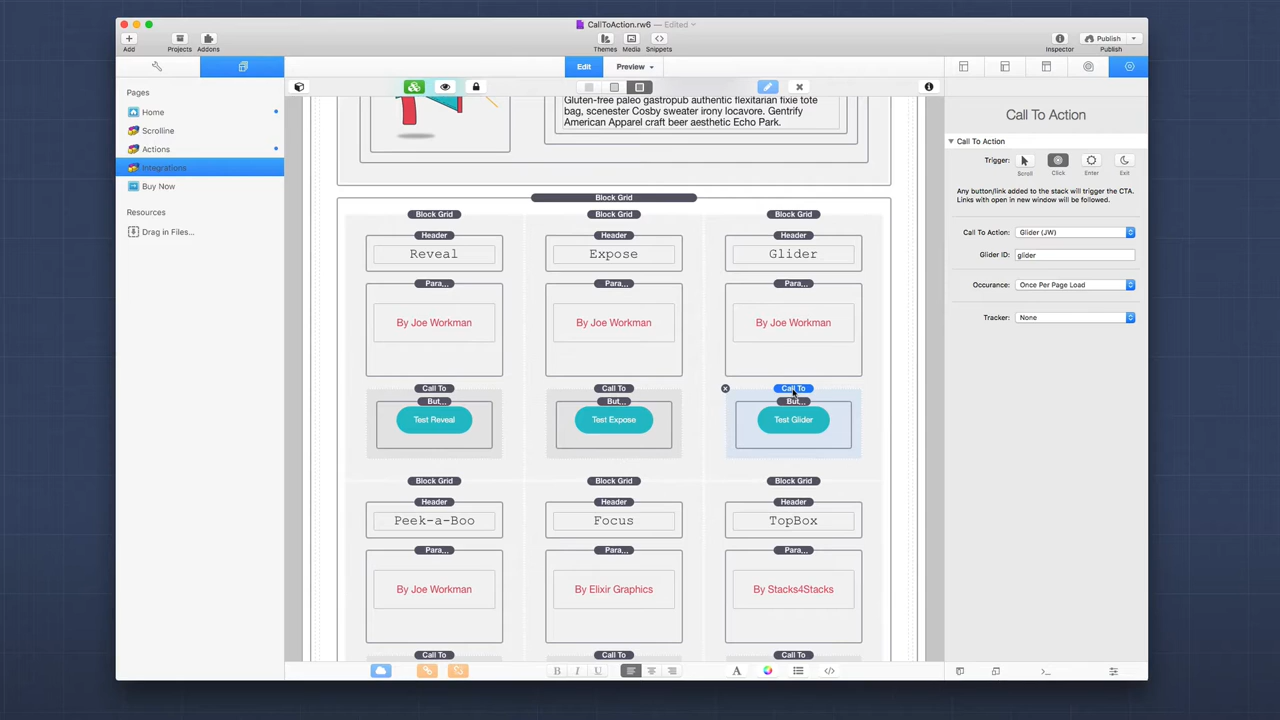 CallToAction.rw6 — Edited
Add
Projects
Addons
Themes
Media
Snippets
Inspector
Publish
Publish
Edit
Preview
Pages
Home
Scrolline
Actions
Integrations
Buy Now
Resources
Drag in Files...
Gluten-free paleo gastropub authentic flexitarian fixie tote
bag, scenester Cosby sweater irony locavore. Gentrify
American Apparel craft beer aesthetic Echo Park.
Block Grid
Block Grid
Block Grid
Block Grid
Header
Header
Header
Reveal
Expose
Glider
Para...
Para...
Para...
By Joe Workman
By Joe Workman
By Joe Workman
Call To
Call To
Call To
But...
But...
But...
Test Reveal
Test Expose
Test Glider
Block Grid
Block Grid
Block Grid
Header
Header
Header
Peek-a-Boo
Focus
TopBox
Para...
Para...
Para...
By Joe Workman
By Elixir Graphics
By Stacks4Stacks
Call To
Call To
Call To
B I U
A
Call To Action
Call To Action
Trigger:
Scroll
Click
Enter
Exit
Any button/link added to the stack will trigger the CTA.
Links with open in new window will be followed.
Call To Action: Glider (JW)
Glider ID: glider
Occurance: Once Per Page Load
Tracker: None